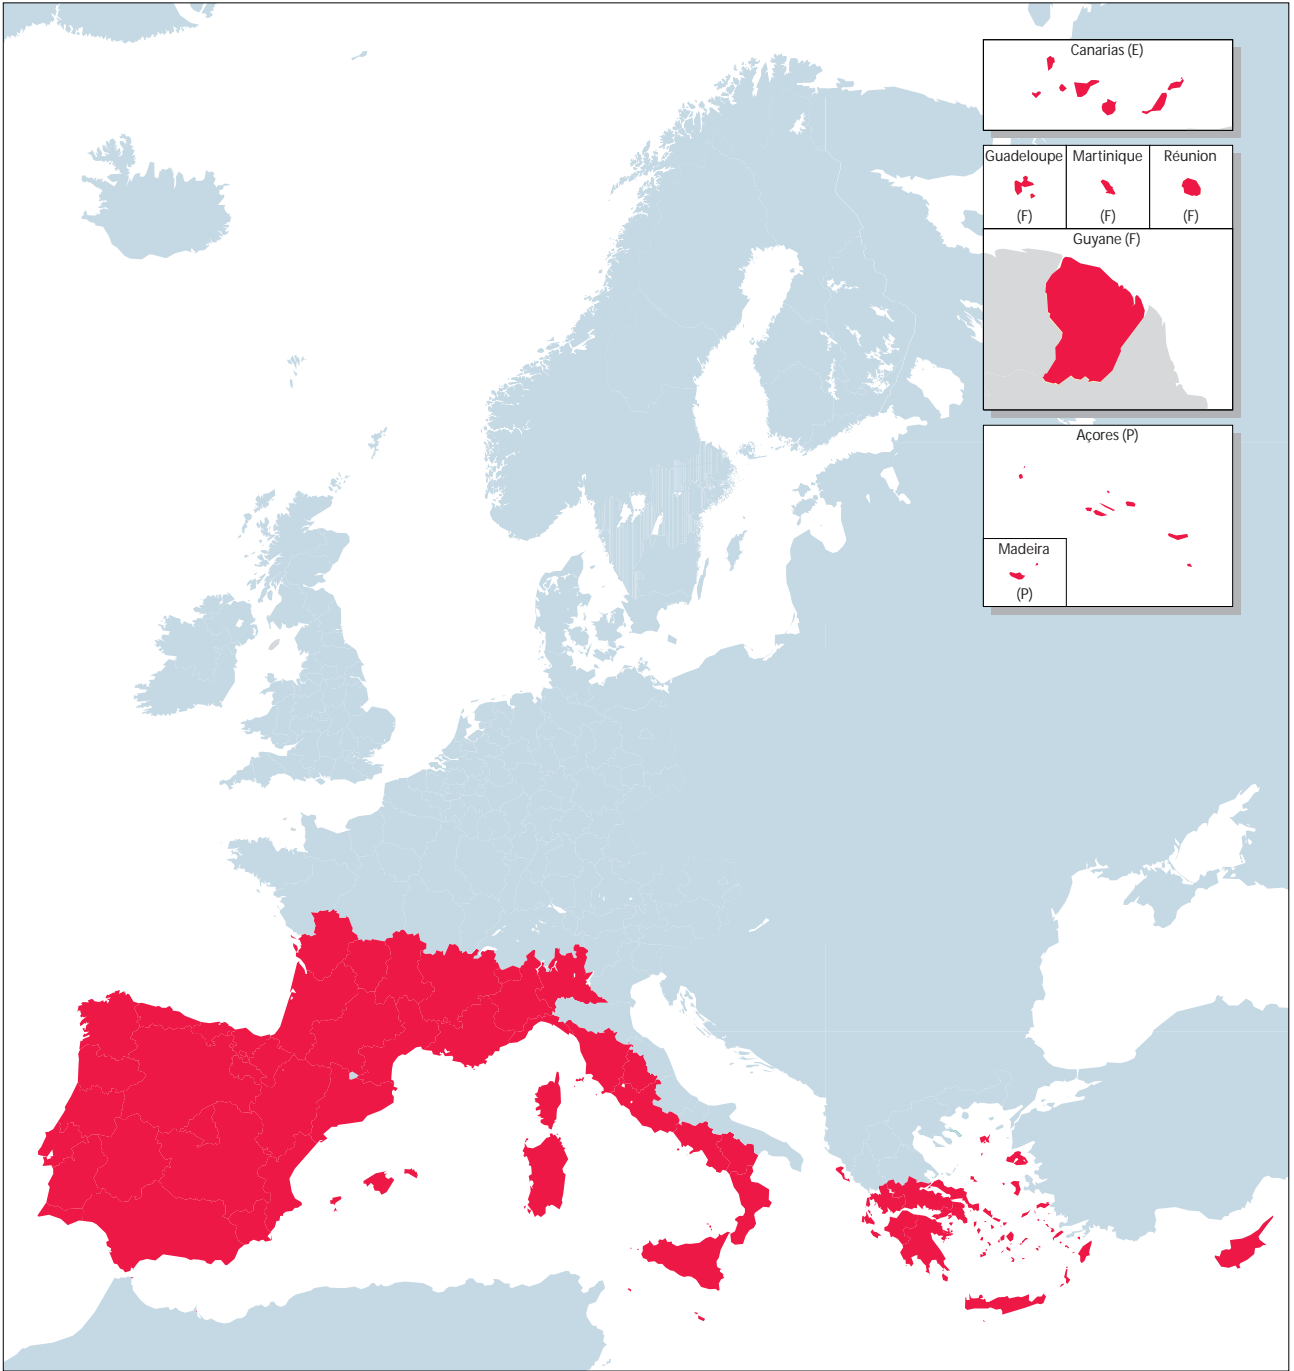 Canarias (E)
Guadeloupe
Martinique
Réunion
(F)
(F)
(F)
Guyane (F)
Açores (P)
Madeira
(P)